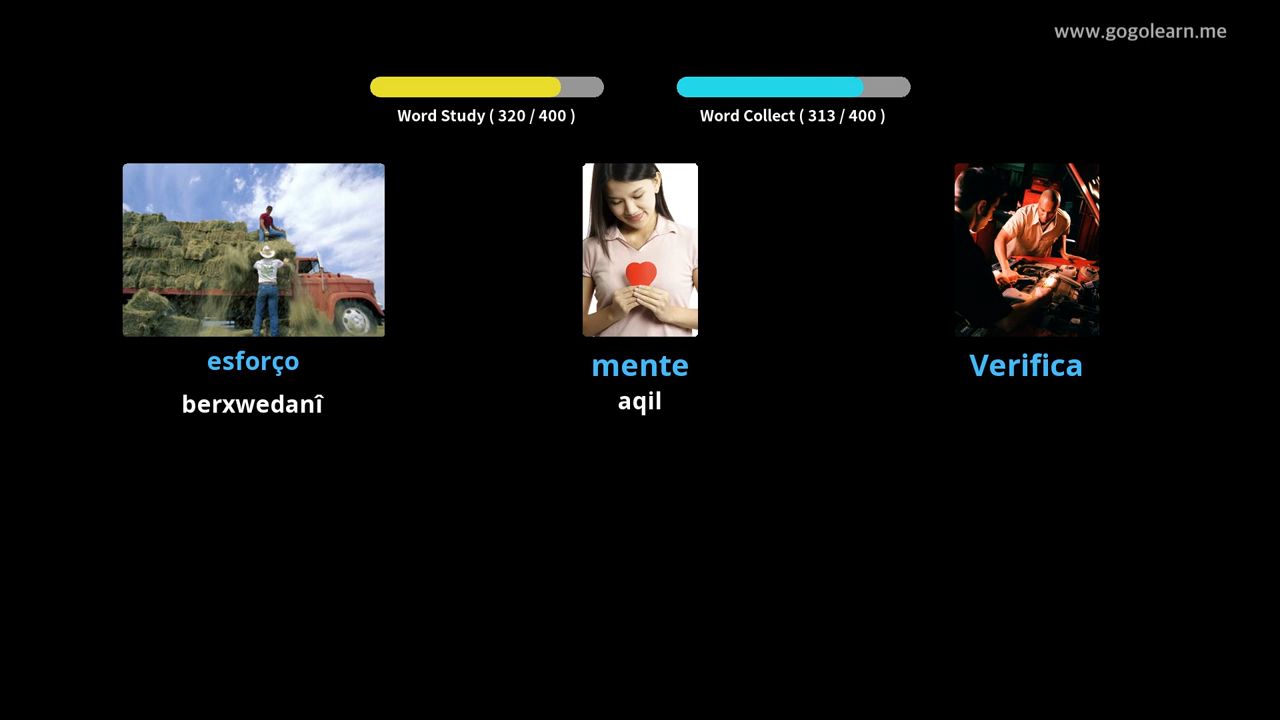 www.gogolearn.me
Word Study ( 320 / 400 )
Word Collect ( 313 / 400 )
esforço
berxwedanî
mente
aqil
Verifica